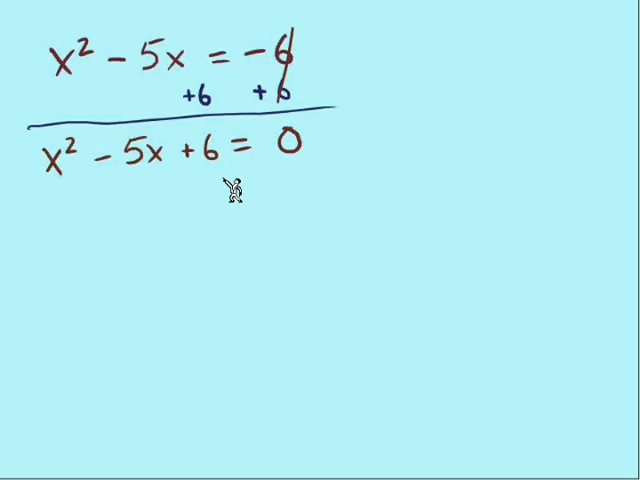 x² - 5x = -6
+6 +6
x² - 5x + 6 = 0